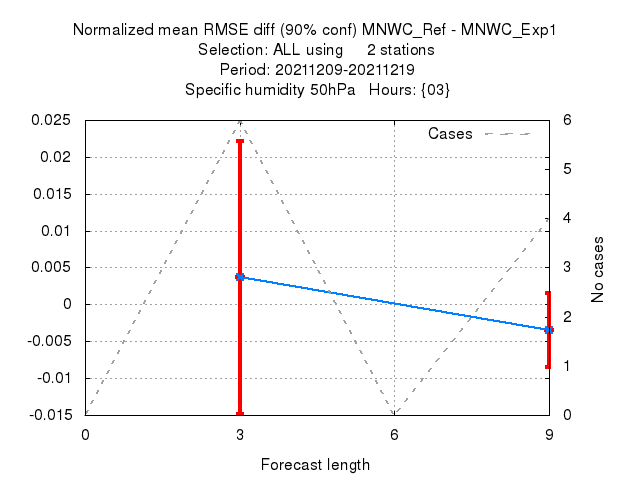 Normalized mean RMSE diff (90% conf) MNWC_Ref - MNWC_Exp1
Selection: ALL using 2 stations
Period: 20211209-20211219
Specific humidity 50hPa Hours: {03}
Cases
0.025
0.02
0.015
0.01
0.005
0
-0.005
-0.01
-0.015
6
5
4
3
2
1
0
No cases
0
3
6
9
Forecast length